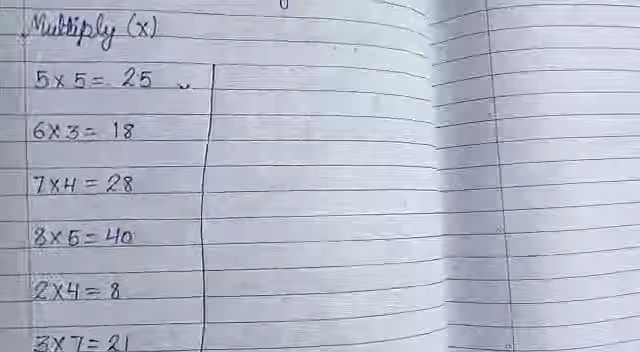 Multiply (x)
5 x 5 = 25
6 x 3 = 18
7 x 4 = 28
8 x 5 = 40
2 x 4 = 8
3 x 7 = 21